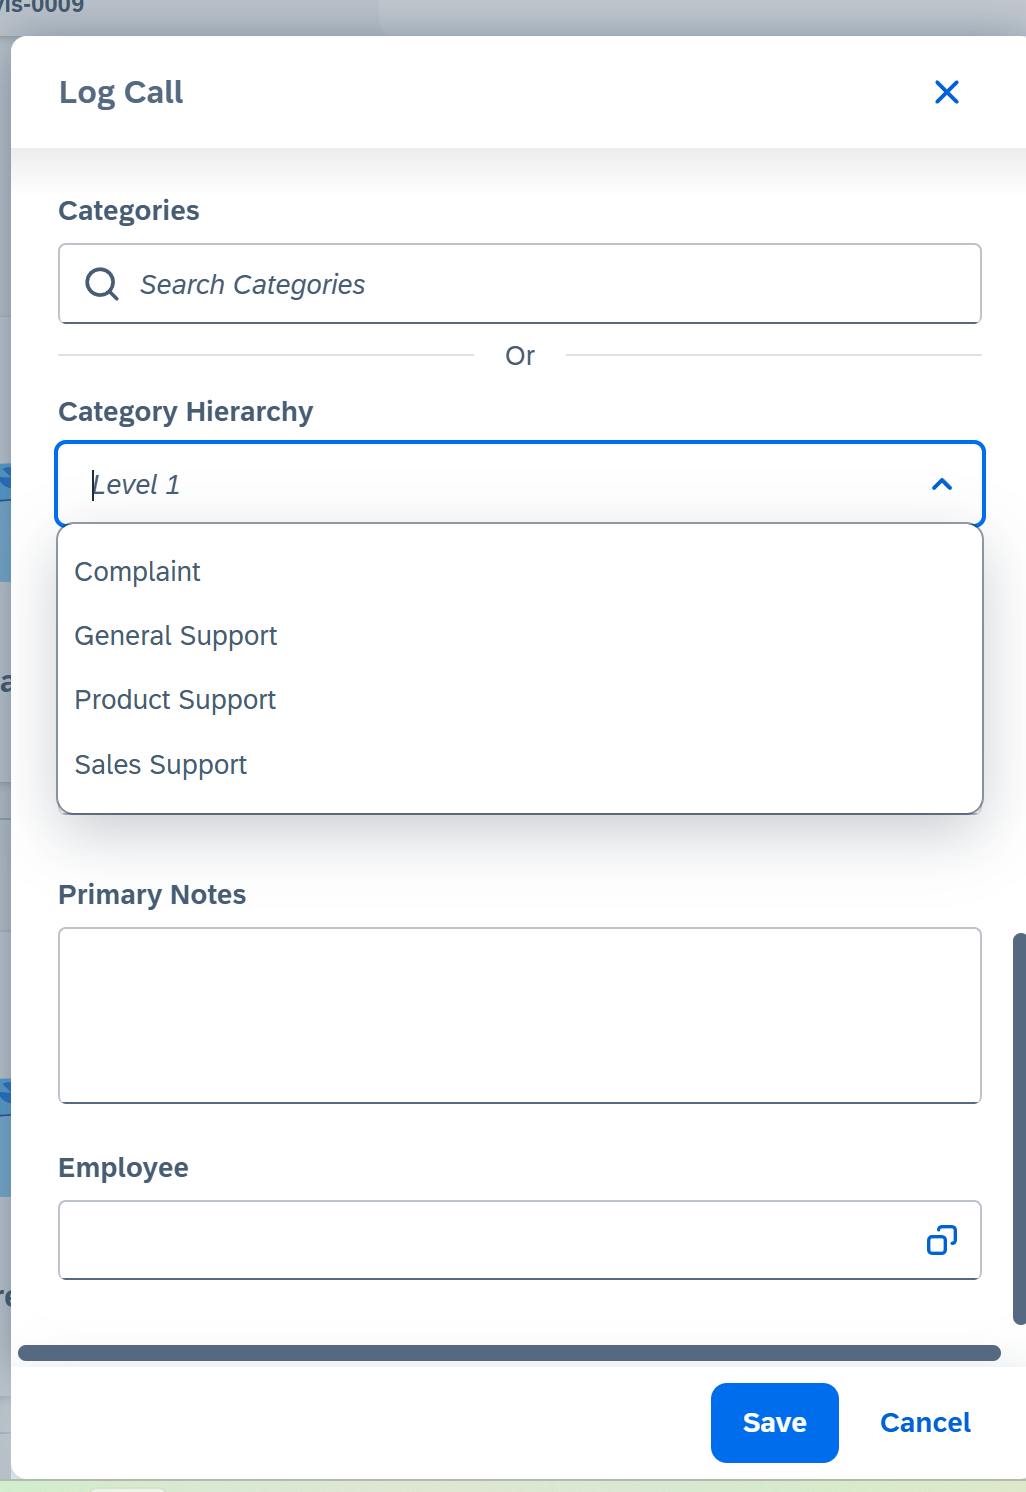 Log Call
Categories
Search Categories
Or
Category Hierarchy
Level 1
Complaint
General Support
Product Support
Sales Support
Primary Notes
Employee
Save
Cancel